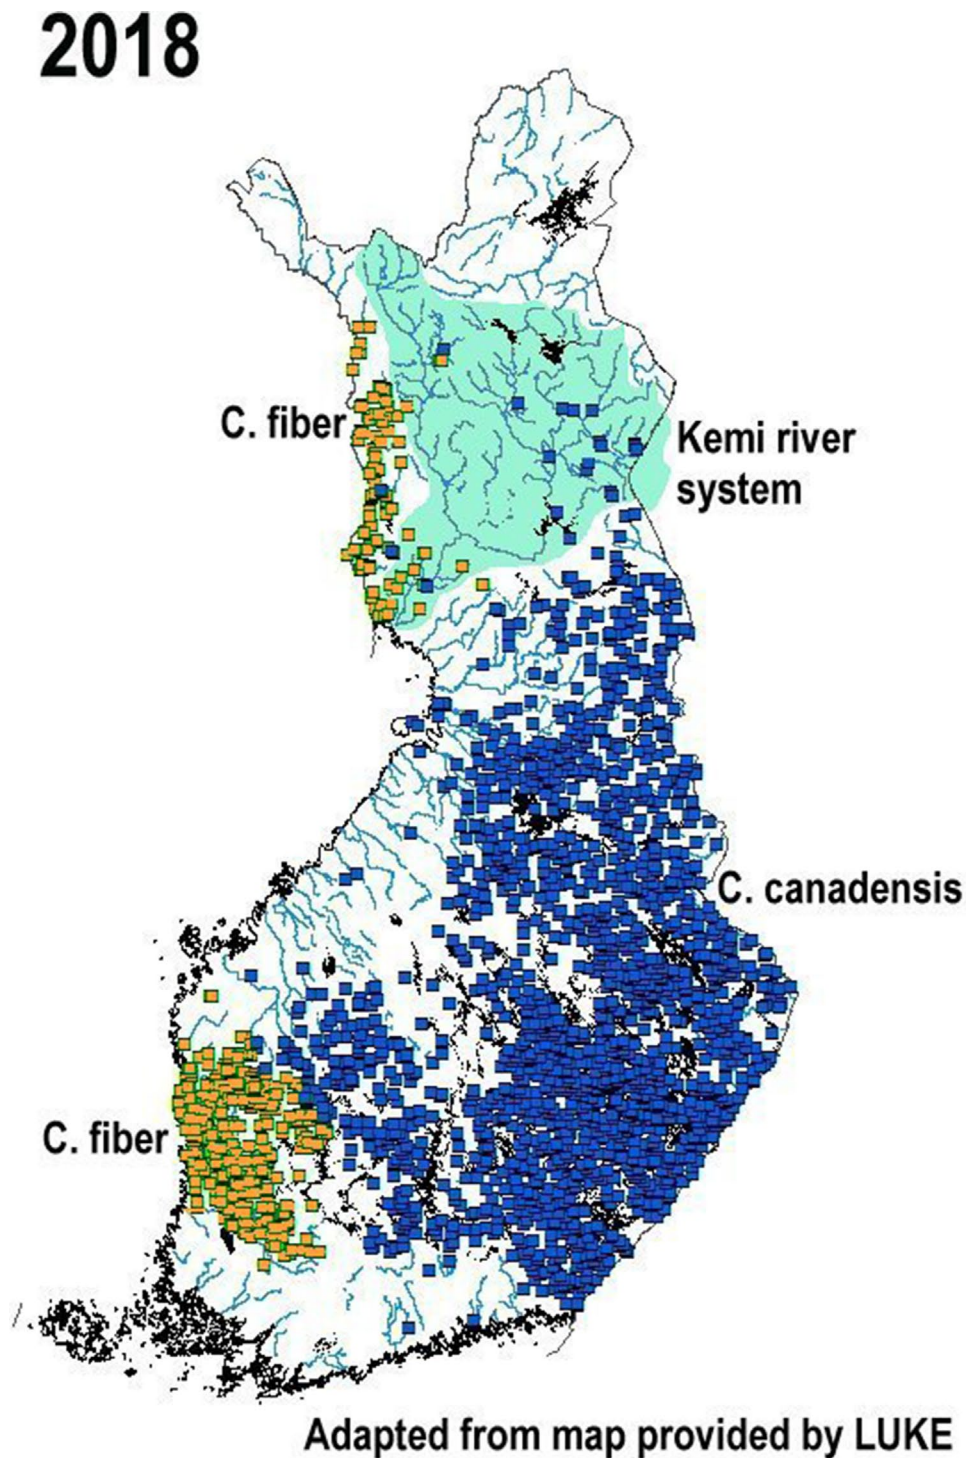 2018
C. fiber
Kemi river
system
C. canadensis
C. fiber
Adapted from map provided by LUKE